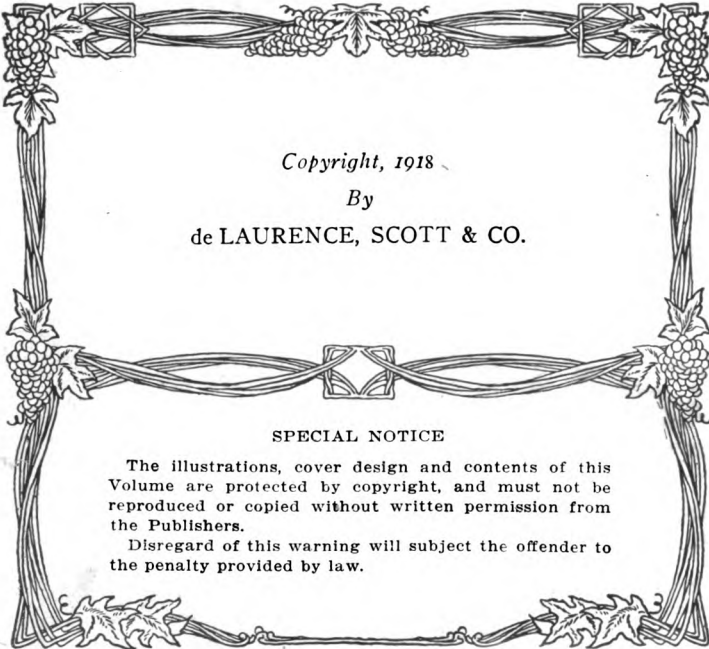 Copyright, 1918
By
de LAURENCE, SCOTT & CO.
SPECIAL NOTICE
The illustrations, cover design and contents of this
Volume are protected by copyright, and must not be
reproduced or copied without written permission from
the Publishers.
Disregard of this warning will subject the offender to
the penalty provided by law.